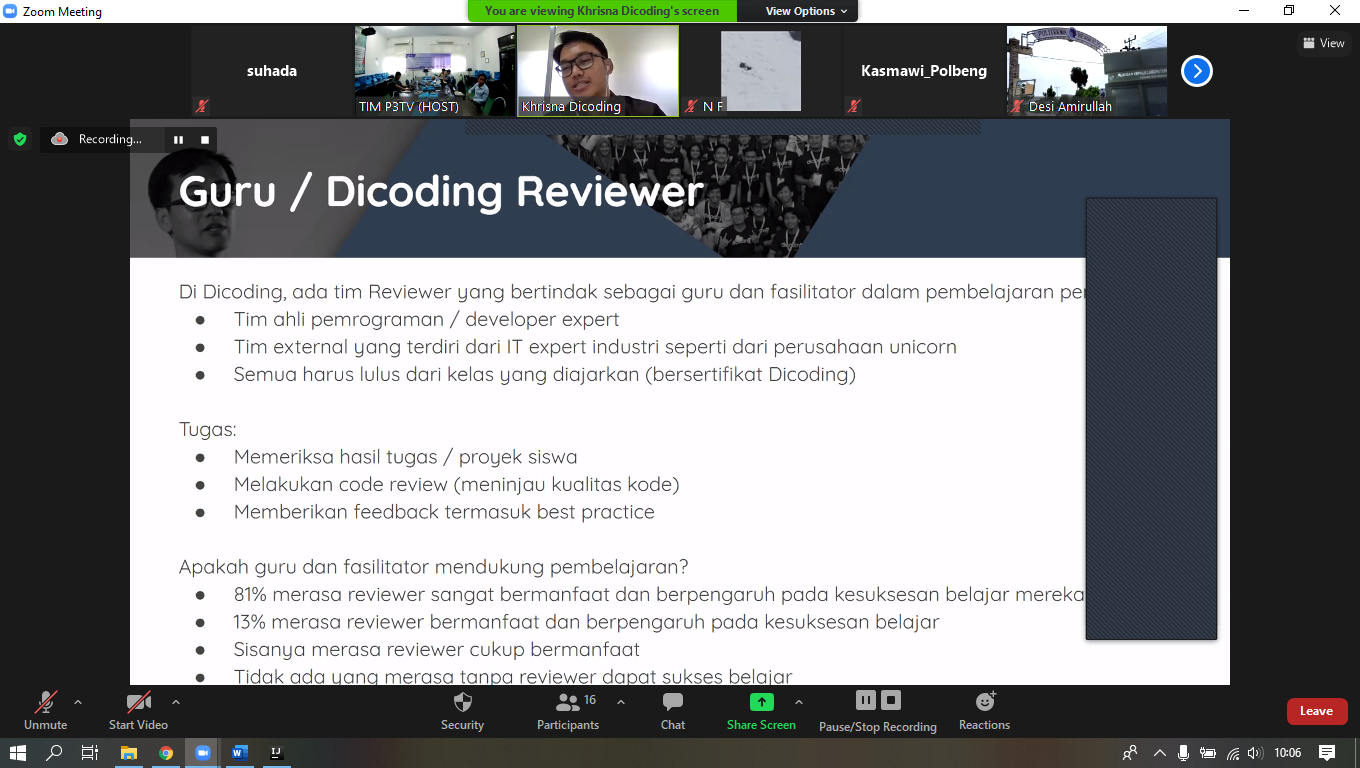 Zoom Meeting
You are viewing Khrisna Dicoding's screen
View Options
View
suhada
TIM P3TV (HOST)
Khrisna Dicoding
N F
Kasmawi_Polbeng
Desi Amirullah
Recording...
Guru / Dicoding Reviewer
Di Dicoding, ada tim Reviewer yang bertindak sebagai guru dan fasilitator dalam pembelajaran
● Tim ahli pemrograman / developer expert
● Tim external yang terdiri dari IT expert industri seperti dari perusahaan unicorn
● Semua harus lulus dari kelas yang diajarkan (bersertifikat Dicoding)
Tugas:
● Memeriksa hasil tugas / proyek siswa
● Melakukan code review (meninjau kualitas kode)
● Memberikan feedback termasuk best practice
Apakah guru dan fasilitator mendukung pembelajaran?
● 81% merasa reviewer sangat bermanfaat dan berpengaruh pada kesuksesan belajar mereka
● 13% merasa reviewer bermanfaat dan berpengaruh pada kesuksesan belajar
● Sisanya merasa reviewer cukup bermanfaat
● Tidak ada yang merasa tanpa reviewer dapat sukses belajar
Unmute
Start Video
Security
Participants
16
Chat
Share Screen
Pause/Stop Recording
Reactions
Leave
10:06